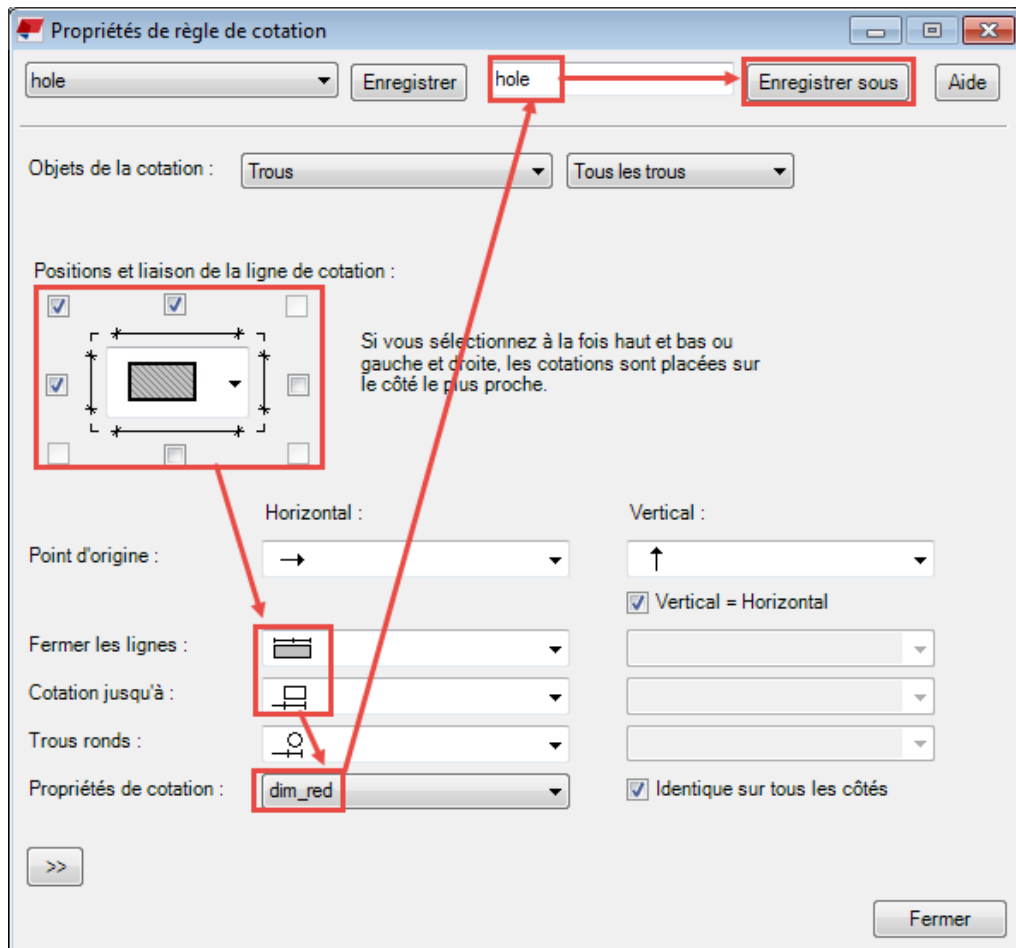 Propriétés de règle de cotation
hole Enregistrer hole Enregistrer sous Aide
Objets de la cotation : Trous Tous les trous
Positions et liaison de la ligne de cotation :
Si vous sélectionnez à la fois haut et bas ou
gauche et droite, les cotations sont placées sur
le côté le plus proche.
Horizontal : Vertical :
Point d'origine :
Vertical = Horizontal
Fermer les lignes :
Cotation jusqu'à :
Trous ronds :
Propriétés de cotation : dim_red Identique sur tous les côtés
>>
Fermer